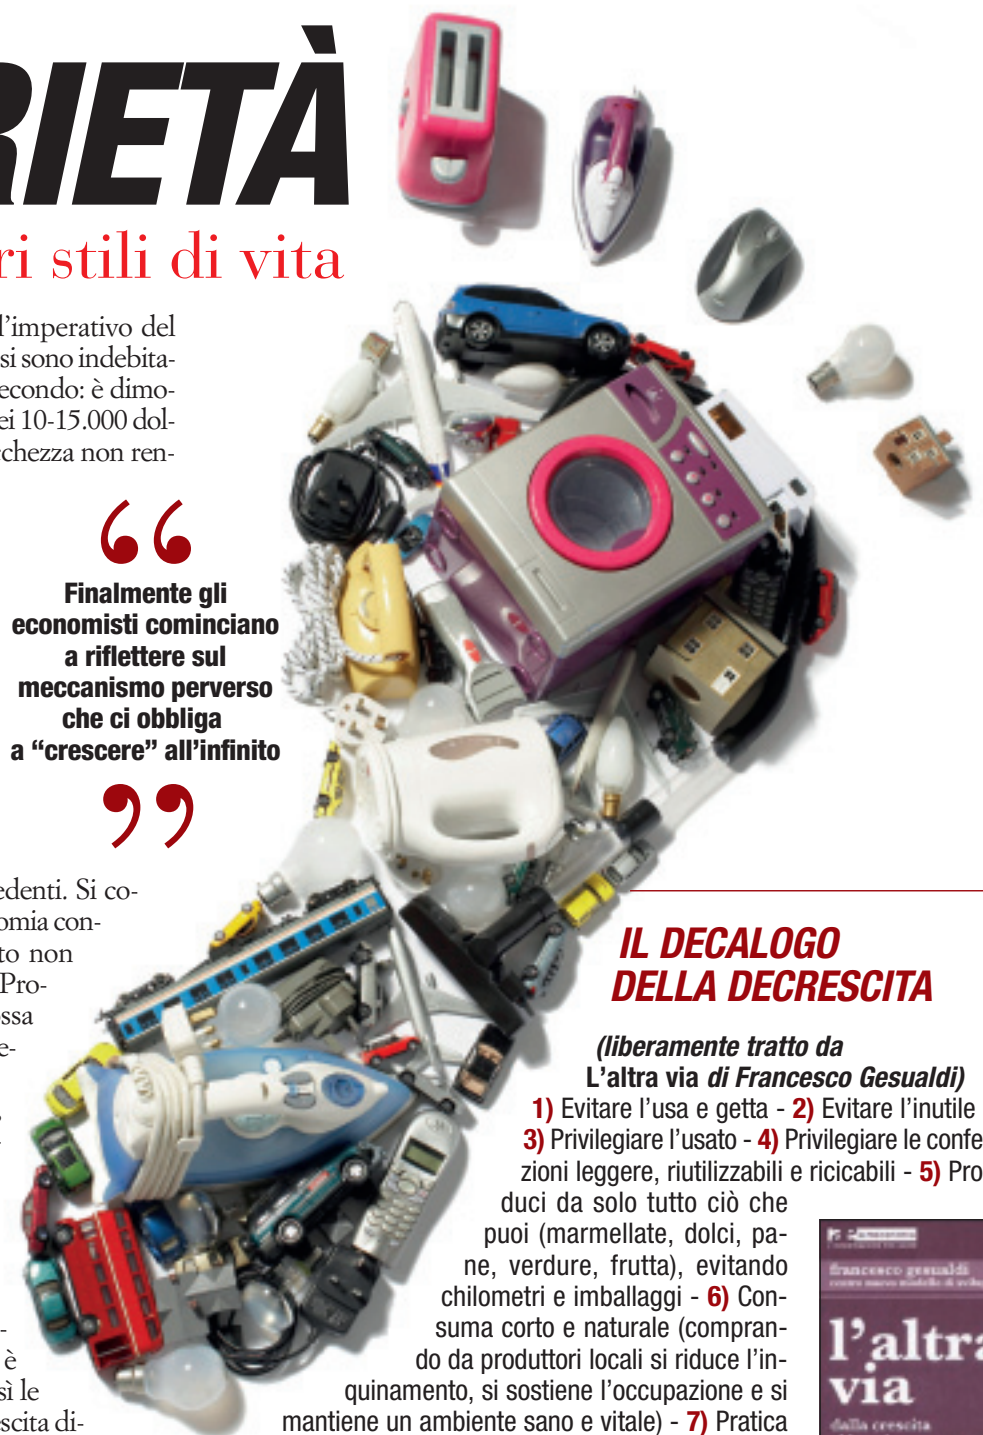 RIETÀ
ri stili di vita
l'imperativo del
si sono indebita-
econdo: è dimo-
ei 10-15.000 dol-
cchezza non ren-
“
Finalmente gli
economisti cominciano
a riflettere sul
meccanismo perverso
che ci obbliga
a “crescere” all’infinito
”
edenti. Si co-
omia con-
to non
Pro-
ossa
e-
è
sì le
escita di-
IL DECALOGO
DELLA DECRESCITA
(liberamente tratto da
L’altra via di Francesco Gesualdi)
1) Evitare l’usa e getta - 2) Evitare l’inutile
3) Privilegiare l’usato - 4) Privilegiare le confe
zioni leggere, riutilizzabili e ricicabili - 5) Pro
duci da solo tutto ciò che
puoi (marmellate, dolci, pa-
ne, verdure, frutta), evitando
chilometri e imballaggi - 6) Con-
suma corto e naturale (compran-
do da produttori locali si riduce l’in-
quinamento, si sostiene l’occupazione e si
mantiene un ambiente sano e vitale) - 7) Pratica
francesco gesualdi
l’altra
via
dalla crescita